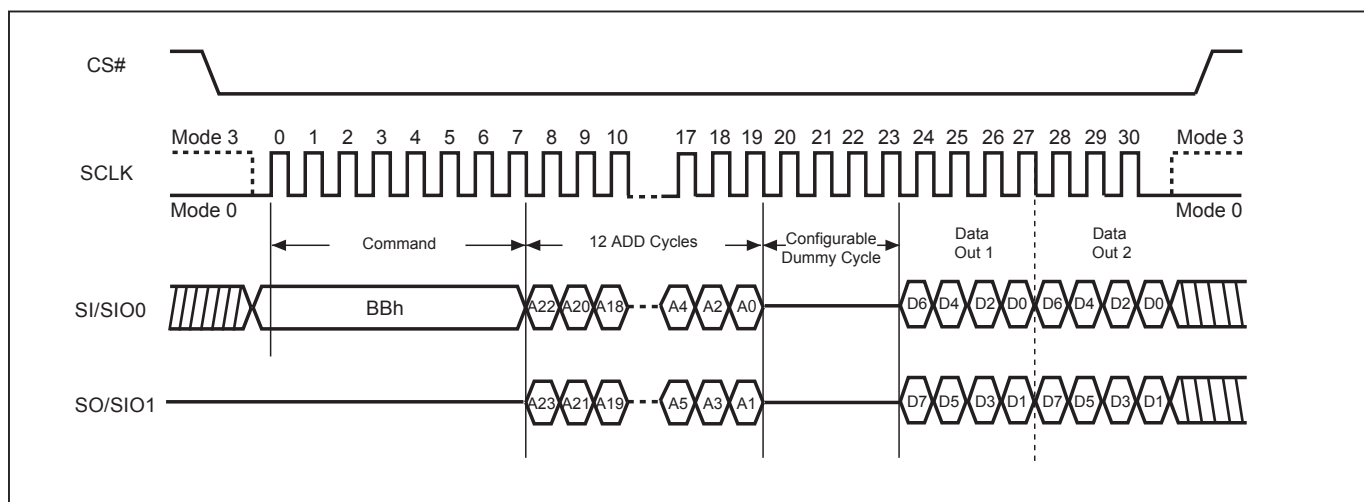 CS#
Mode 3 0 1 2 3 4 5 6 7 8 9 10 17 18 19 20 21 22 23 24 25 26 27 28 29 30 Mode 3
SCLK
Mode 0 Mode 0
Command 12 ADD Cycles Configurable Dummy Cycle Data Out 1 Data Out 2
SI/SIO0 BBh A22 A20 A18 A4 A2 A0 D6 D4 D2 D0 D6 D4 D2 D0
SO/SIO1 A23 A21 A19 A5 A3 A1 D7 D5 D3 D1 D7 D5 D3 D1